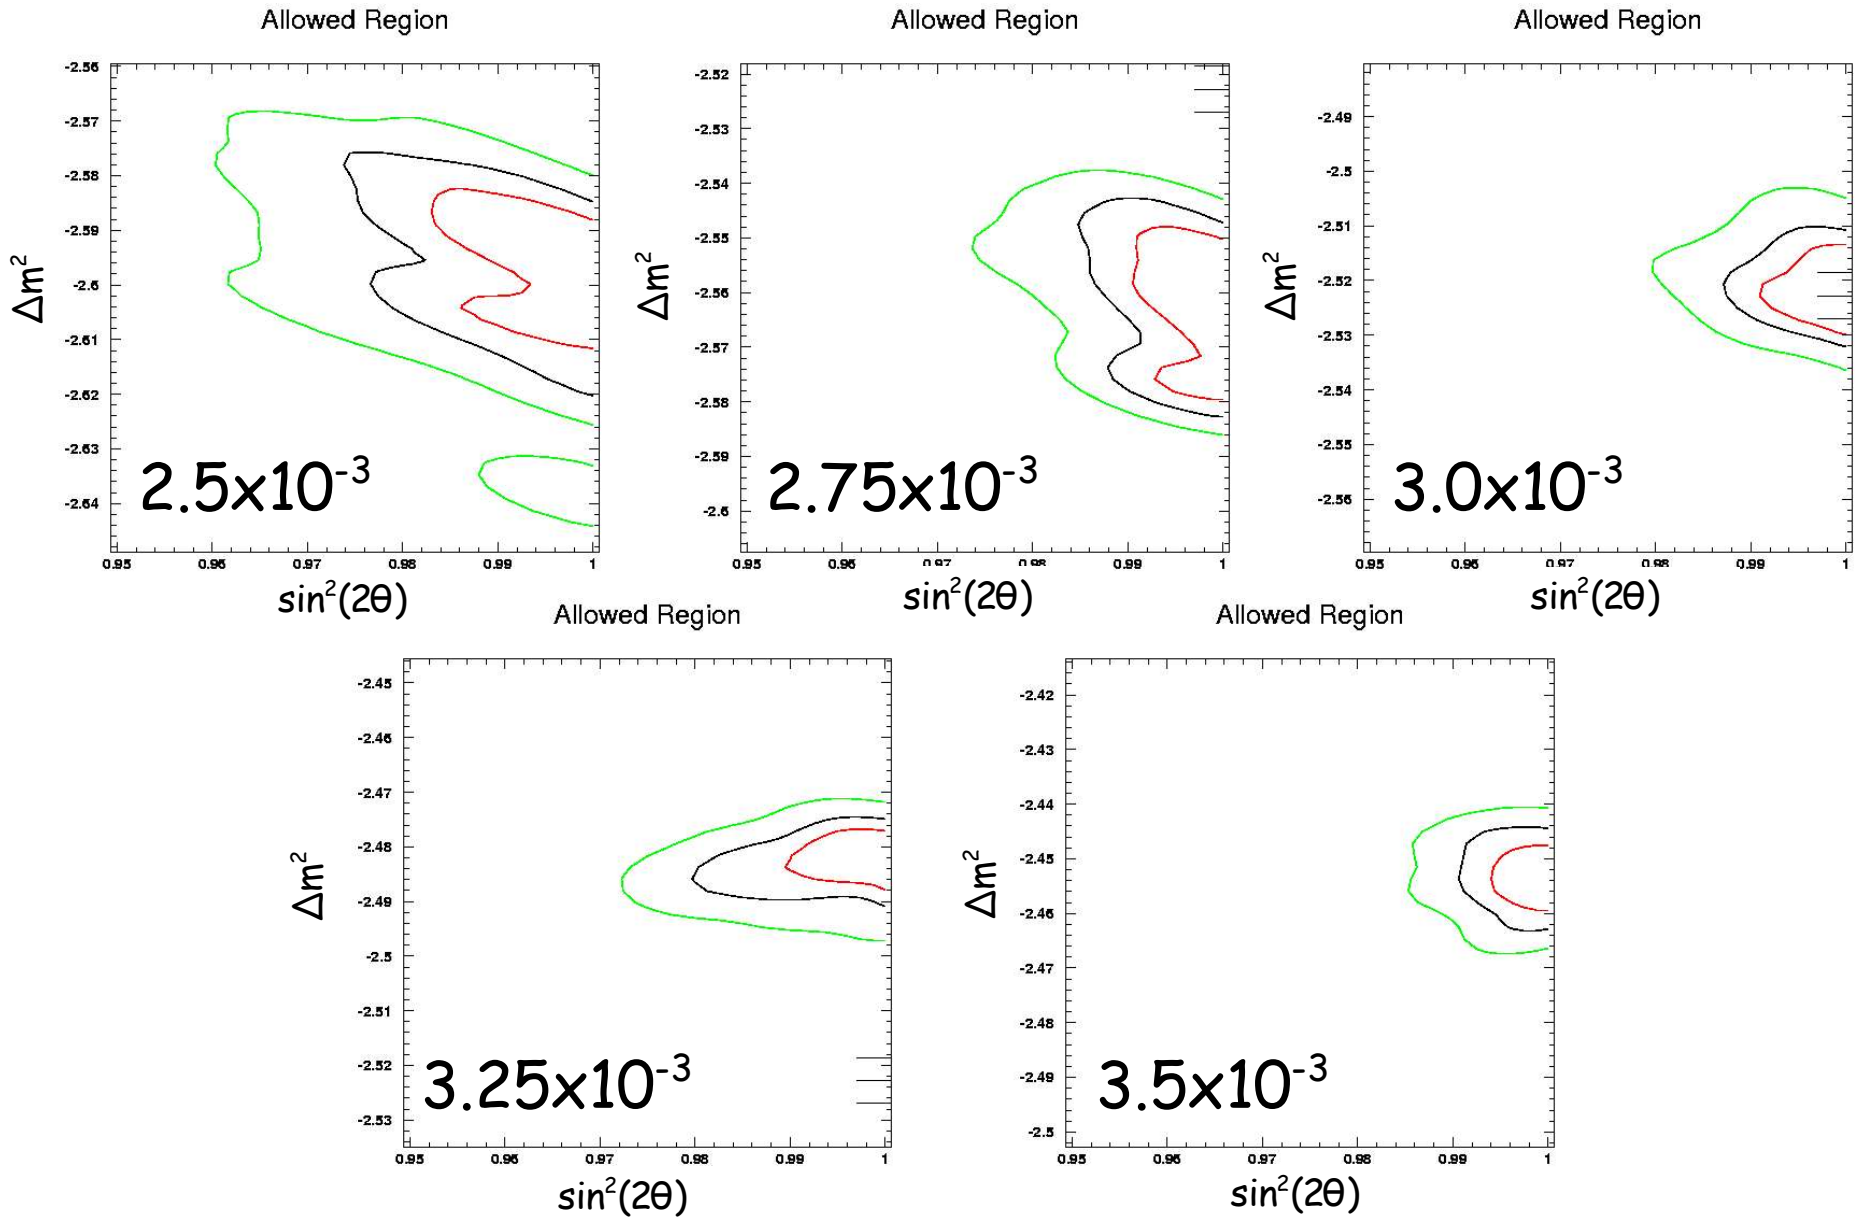 Allowed Region
-2.56
-2.57
-2.58
-2.59
-2.6
-2.61
-2.62
-2.63
-2.64
Δm²
2.5x10⁻³
0.95 0.96 0.97 0.98 0.99 1
sin²(2θ)
Allowed Region
-2.52
-2.53
-2.54
-2.55
-2.56
-2.57
-2.58
-2.59
-2.6
Δm²
2.75x10⁻³
0.95 0.96 0.97 0.98 0.99 1
sin²(2θ)
Allowed Region
-2.49
-2.5
-2.51
-2.52
-2.53
-2.54
-2.55
-2.56
Δm²
3.0x10⁻³
0.95 0.96 0.97 0.98 0.99 1
sin²(2θ)
Allowed Region
-2.45
-2.46
-2.47
-2.48
-2.49
-2.5
-2.51
-2.52
-2.53
Δm²
3.25x10⁻³
0.95 0.96 0.97 0.98 0.99 1
sin²(2θ)
Allowed Region
-2.42
-2.43
-2.44
-2.45
-2.46
-2.47
-2.48
-2.49
-2.5
Δm²
3.5x10⁻³
0.95 0.96 0.97 0.98 0.99 1
sin²(2θ)